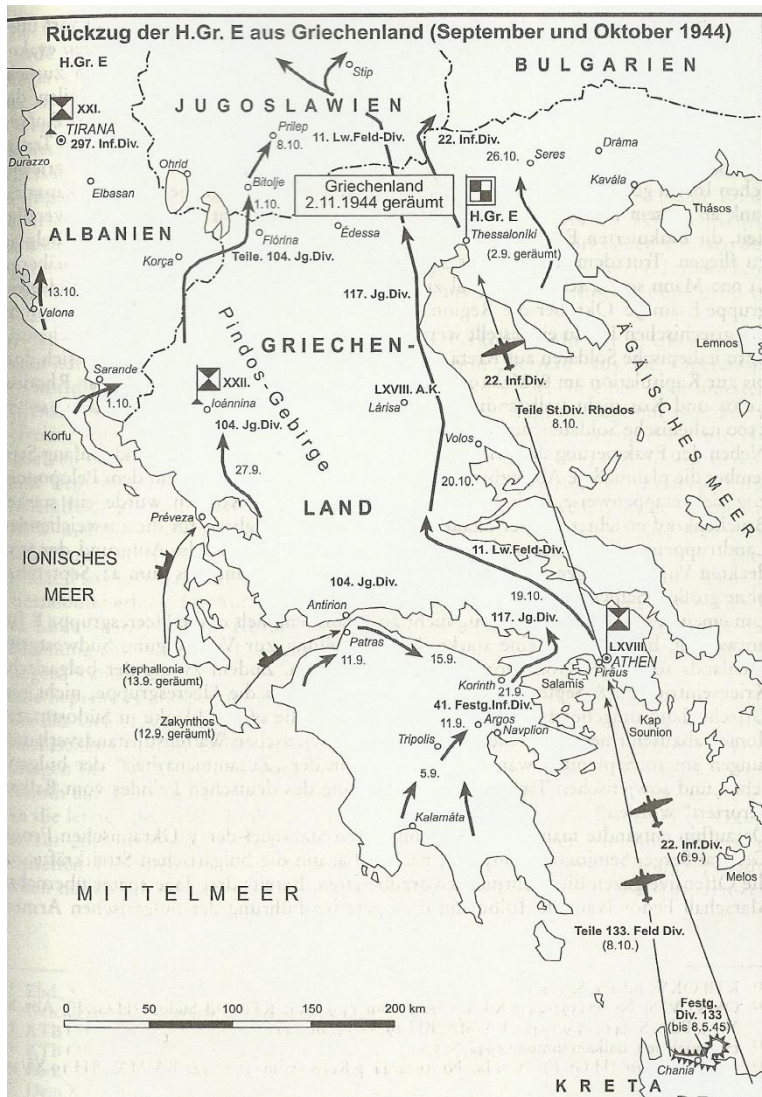 Rückzug der H.Gr. E aus Griechenland (September und Oktober 1944)
H.Gr. E
XXI.
TIRANA
297. Inf.Div.
Durazzo
Elbasan
Ohrid
ALBANIEN
Korça
13.10.
Valona
Sarande
1.10.
Korfu
JUGOSLAWIEN
Stip
Prilep
8.10.
11. Lw.Feld-Div.
22. Inf.Div.
Bitolje
1.10.
Griechenland
2.11.1944 geräumt
Flórina
Édessa
Teile. 104. Jg.Div.
BULGARIEN
26.10.
Seres
Dráma
Kavála
Thásos
H.Gr. E
Thessaloníki
(2.9. geräumt)
117. Jg.Div.
GRIECHEN-
Pindos Gebirge
XXII.
Ioánnina
104. Jg.Div.
27.9.
LXVIII. A.K.
Lárisa
Volos
20.10.
LAND
22. Inf.Div.
Teile St.Div. Rhodos
8.10.
ÄGÄISCHES MEER
Lemnos
Préveza
IONISCHES
MEER
11. Lw.Feld-Div.
19.10.
104. Jg.Div.
Antirion
Patras
11.9.
15.9.
117. Jg.Div.
LXVIII.
ATHEN
Piräus
Salamis
Kap
Sounion
Korinth
21.9.
Kephallonia
(13.9. geräumt)
Zakynthos
(12.9. geräumt)
41. Festg.Inf.Div.
11.9.
Argos
Navplion
Tripolis
5.9.
Kalamáta
MITTELMEER
22. Inf.Div.
(6.9.)
Melos
Teile 133. Feld Div.
(8.10.)
0 50 100 150 200 km
Festg.
Div. 133
(bis 8.5.45)
Chaniá
KRETA